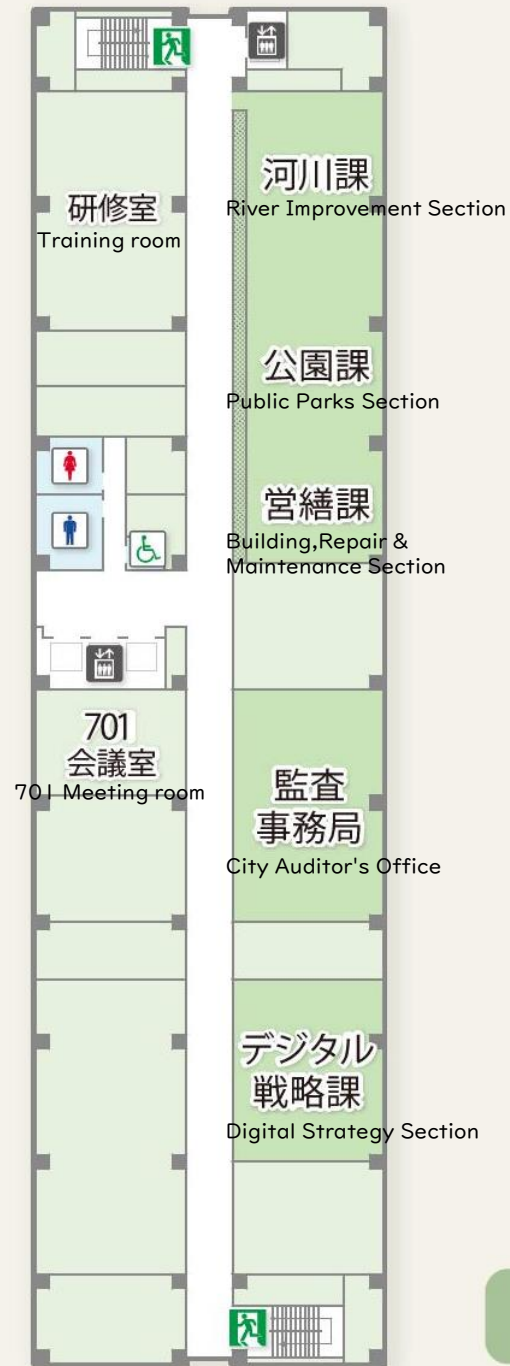 河川課
River Improvement Section
研修室
Training room
公園課
Public Parks Section
営繕課
Building,Repair &
Maintenance Section
701
会議室
701 Meeting room
監査
事務局
City Auditor's Office
デジタル
戦略課
Digital Strategy Section